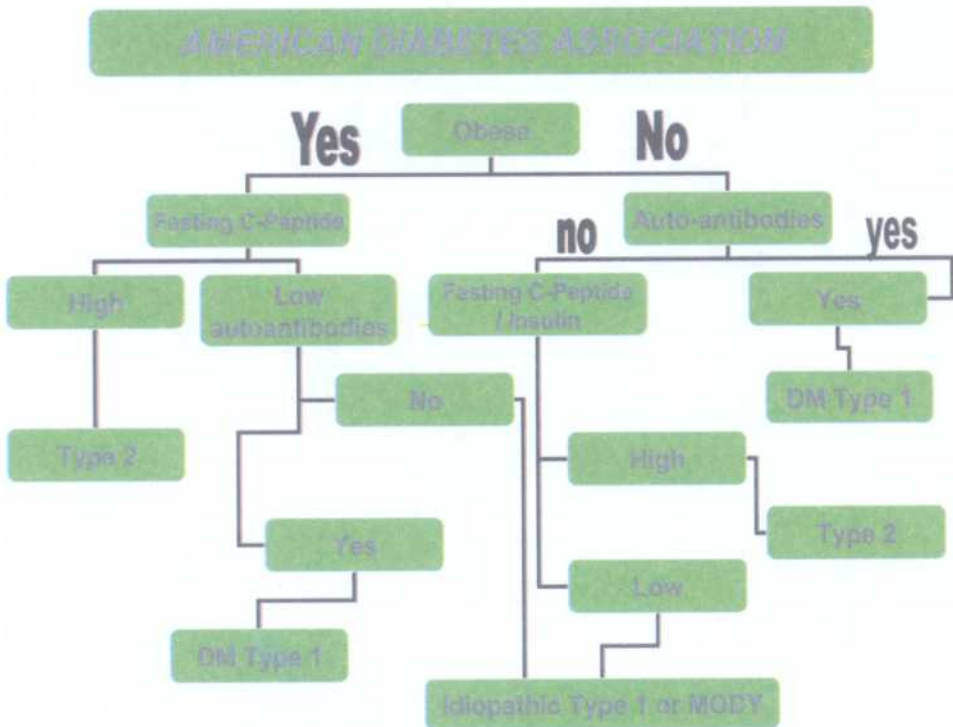 AMERICAN DIABETES ASSOCIATION
Yes
Obese
No
Fasting C-Peptide
Auto-antibodies
no
yes
High
Low
autoantibodies
Fasting C-Peptide
/ Insulin
Yes
No
DM Type 1
Type 2
High
Yes
Type 2
Low
DM Type 1
Idiopathic Type 1 or MODY